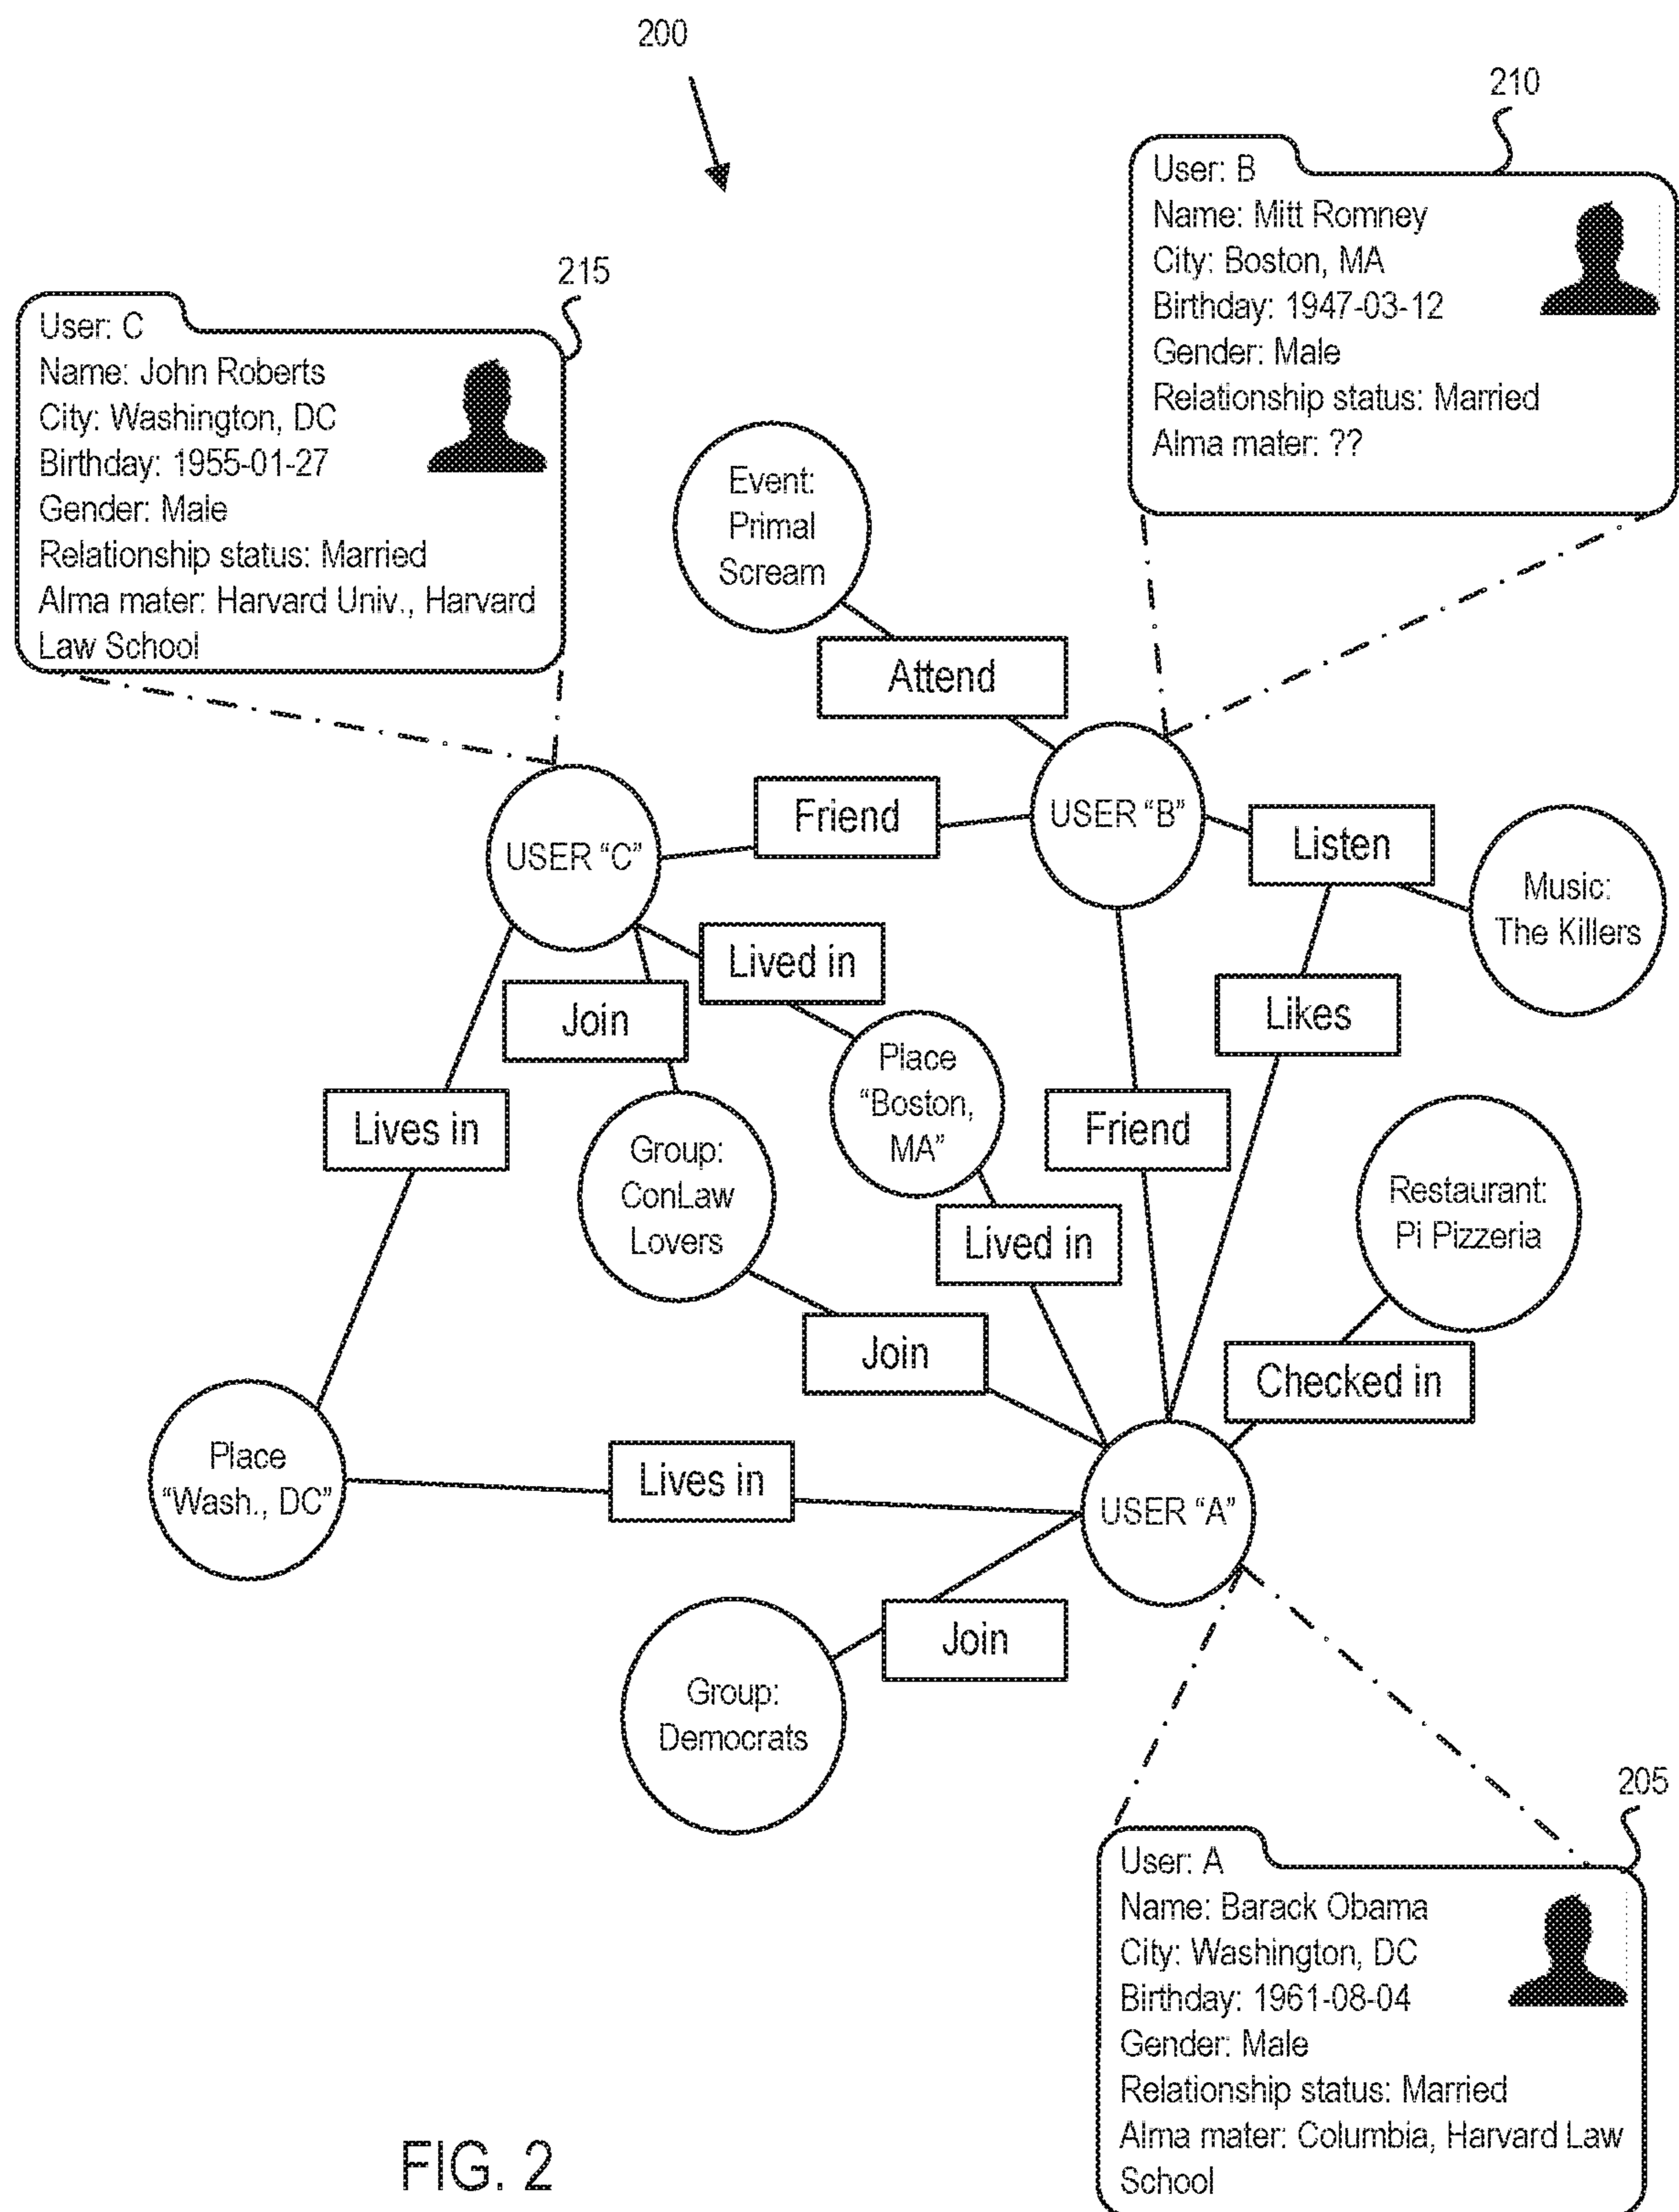 200
210
User: B
Name: Mitt Romney
City: Boston, MA
Birthday: 1947-03-12
Gender: Male
Relationship status: Married
Alma mater: ??
215
User: C
Name: John Roberts
City: Washington, DC
Birthday: 1955-01-27
Gender: Male
Relationship status: Married
Alma mater: Harvard Univ., Harvard
Law School
Event:
Primal
Scream
Attend
Friend
USER "B"
USER "C"
Listen
Music:
The Killers
Lived in
Join
Likes
Place
"Boston,
MA"
Lives in
Friend
Group:
ConLaw
Lovers
Restaurant:
Pi Pizzeria
Lived in
Join
Checked in
Place
"Wash., DC"
Lives in
USER "A"
Join
Group:
Democrats
205
User: A
Name: Barack Obama
City: Washington, DC
Birthday: 1961-08-04
Gender: Male
Relationship status: Married
Alma mater: Columbia, Harvard Law
School
FIG. 2